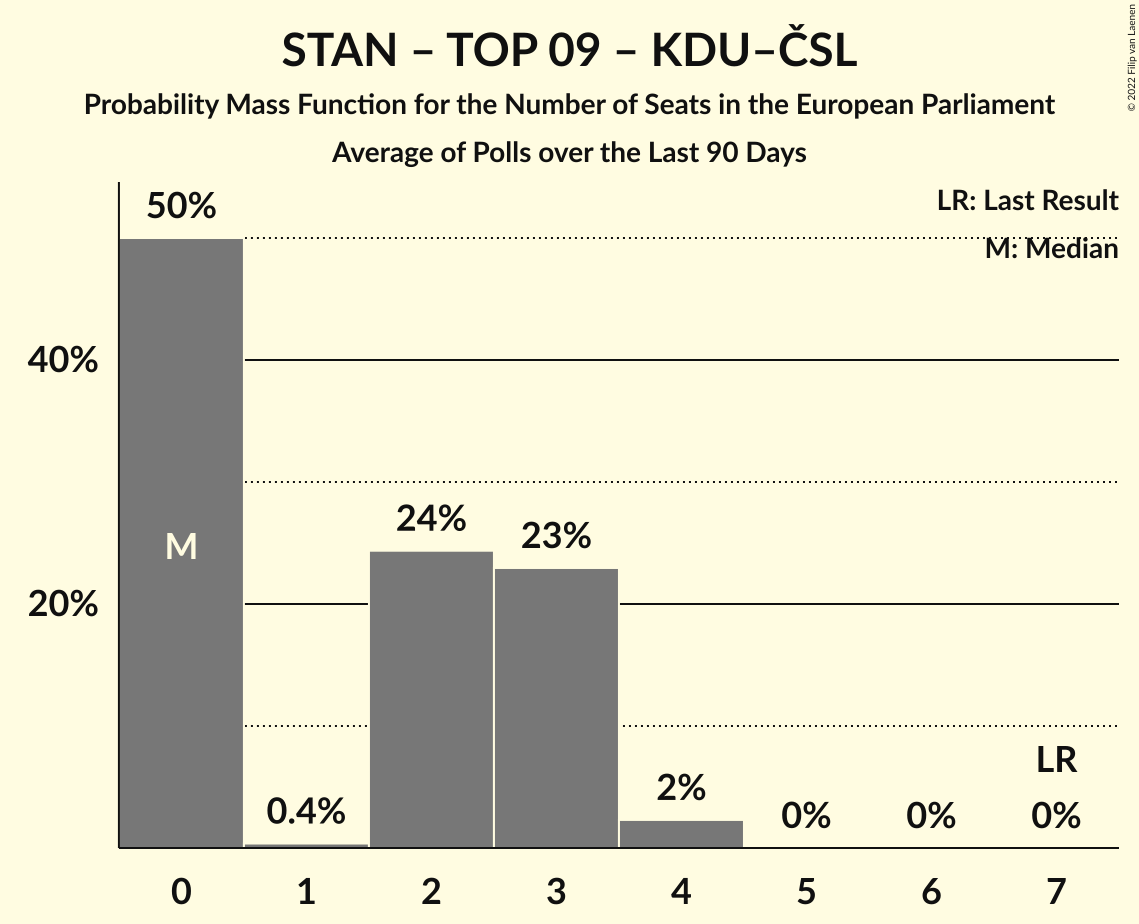 STAN – TOP 09 – KDU–ČSL
Probability Mass Function for the Number of Seats in the European Parliament
Average of Polls over the Last 90 Days
© 2022 Filip van Laenen
LR: Last Result
M: Median
50%
40%
24%
23%
M
20%
LR
2%
0.4%
0%
0%
0%
0 1 2 3 4 5 6 7